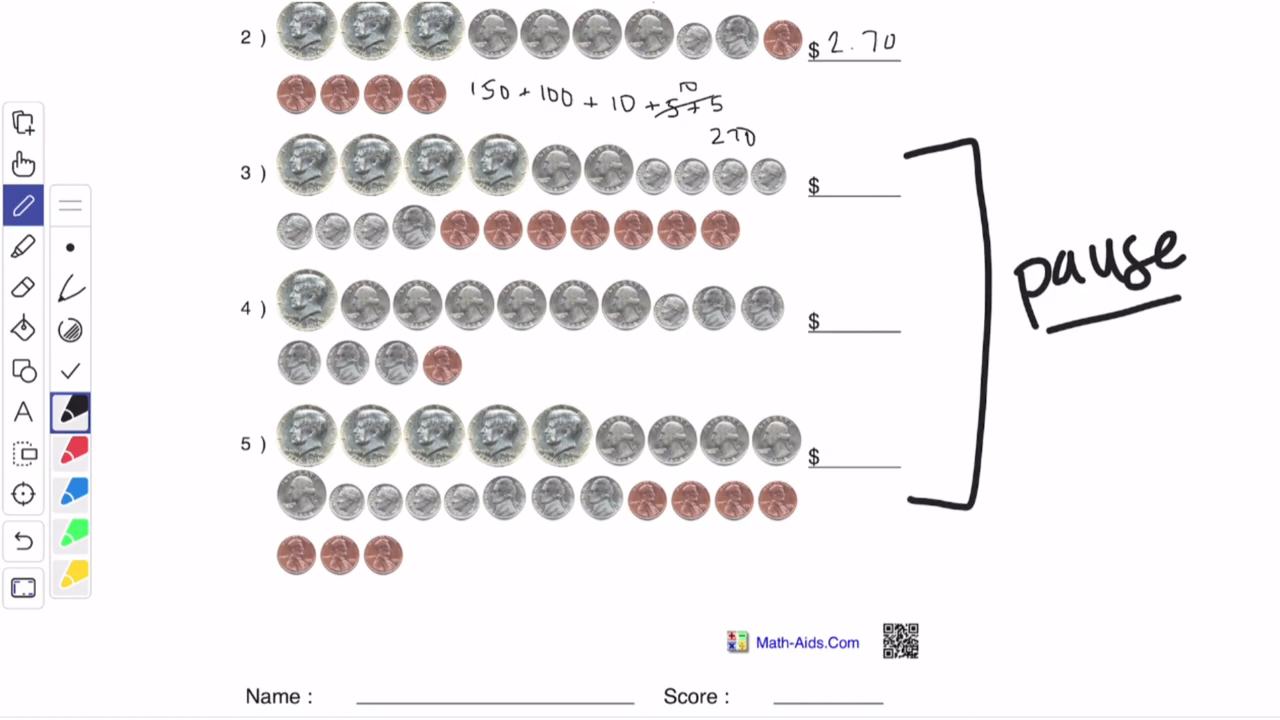 2 ) $ 2.70
150 + 100 + 10 + 5 + 5
10
270
3 ) $
4 ) $
5 ) $
pause
A
Math-Aids.Com
Name : Score :